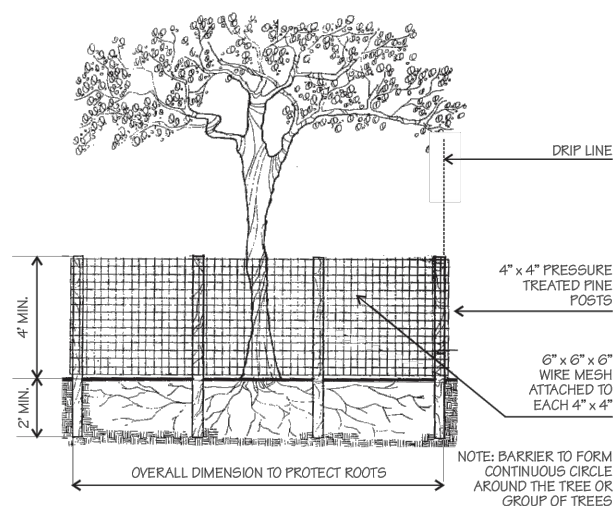 DRIP LINE
4" x 4" PRESSURE
TREATED PINE
POSTS
4' MIN.
6" x 6" x 6"
WIRE MESH
ATTACHED TO
EACH 4" x 4"
2' MIN.
OVERALL DIMENSION TO PROTECT ROOTS
NOTE: BARRIER TO FORM
CONTINUOUS CIRCLE
AROUND THE TREE OR
GROUP OF TREES